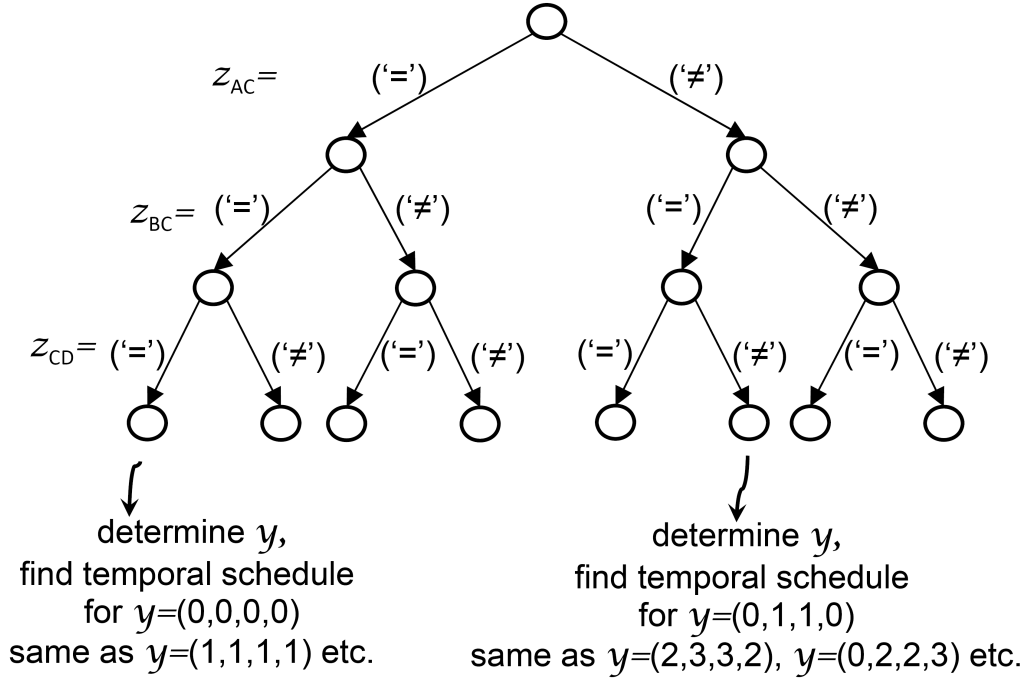 z_AC= (‘=’) (‘≠’)
z_BC= (‘=’) (‘≠’) (‘=’) (‘≠’)
z_CD= (‘=’) (‘≠’) (‘=’) (‘≠’) (‘=’) (‘≠’) (‘=’) (‘≠’)
determine y,
find temporal schedule
for y=(0,0,0,0)
same as y=(1,1,1,1) etc.
determine y,
find temporal schedule
for y=(0,1,1,0)
same as y=(2,3,3,2), y=(0,2,2,3) etc.